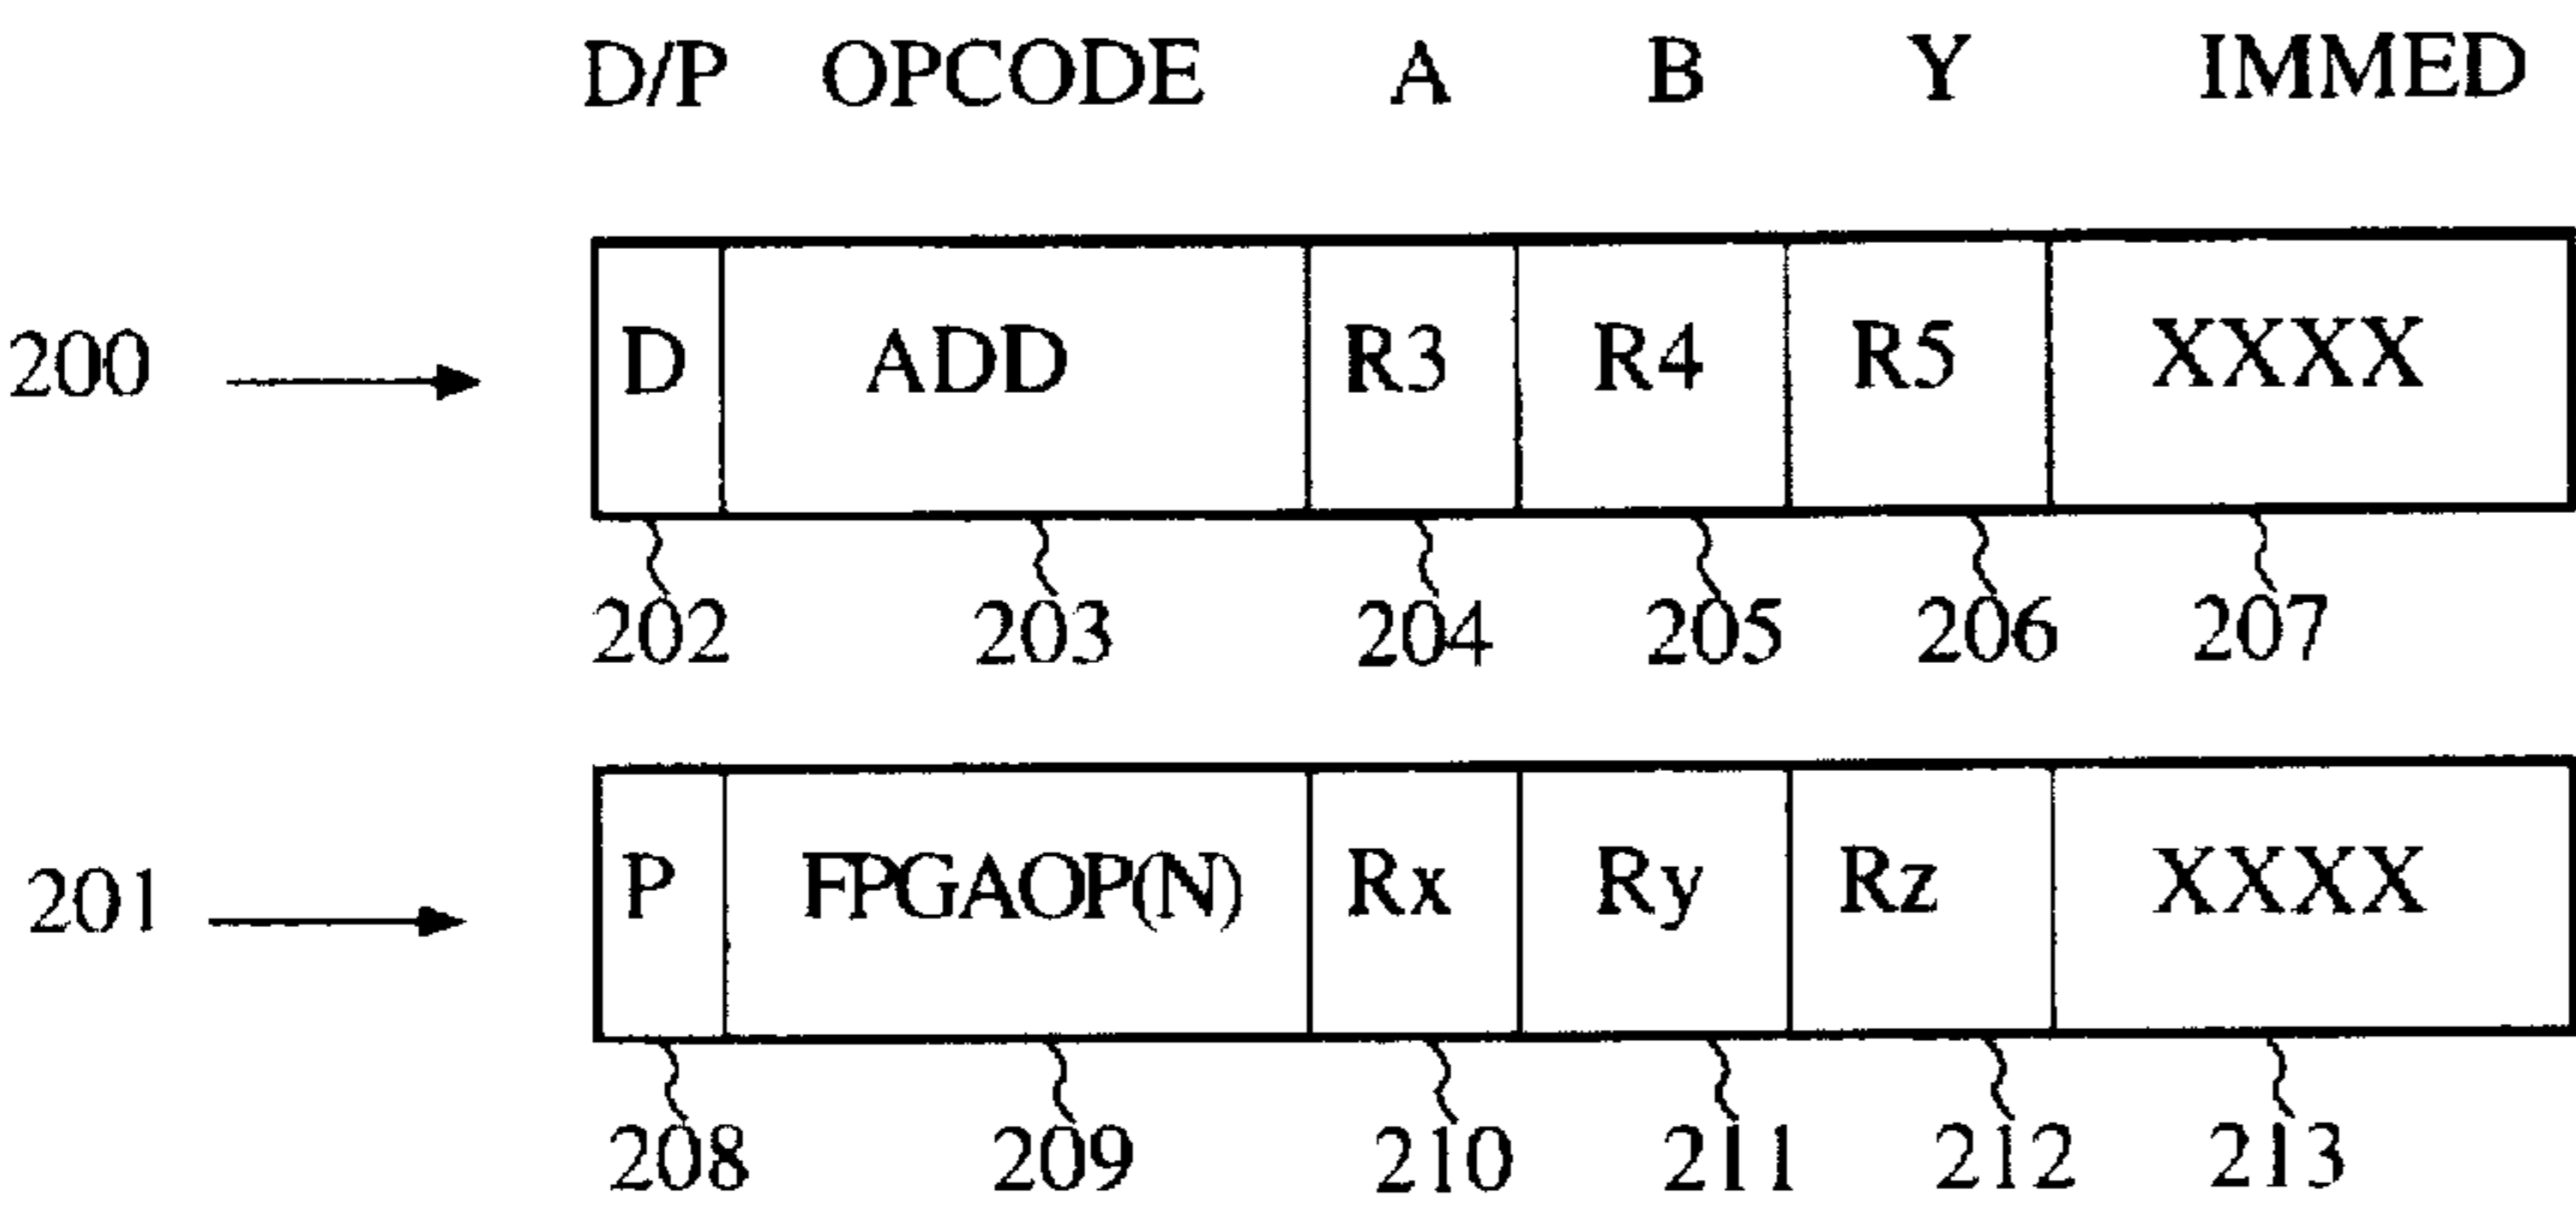 D/P OPCODE A B Y IMMED
200 D ADD R3 R4 R5 XXXX
202 203 204 205 206 207
201 P FPGAOP(N) Rx Ry Rz XXXX
208 209 210 211 212 213